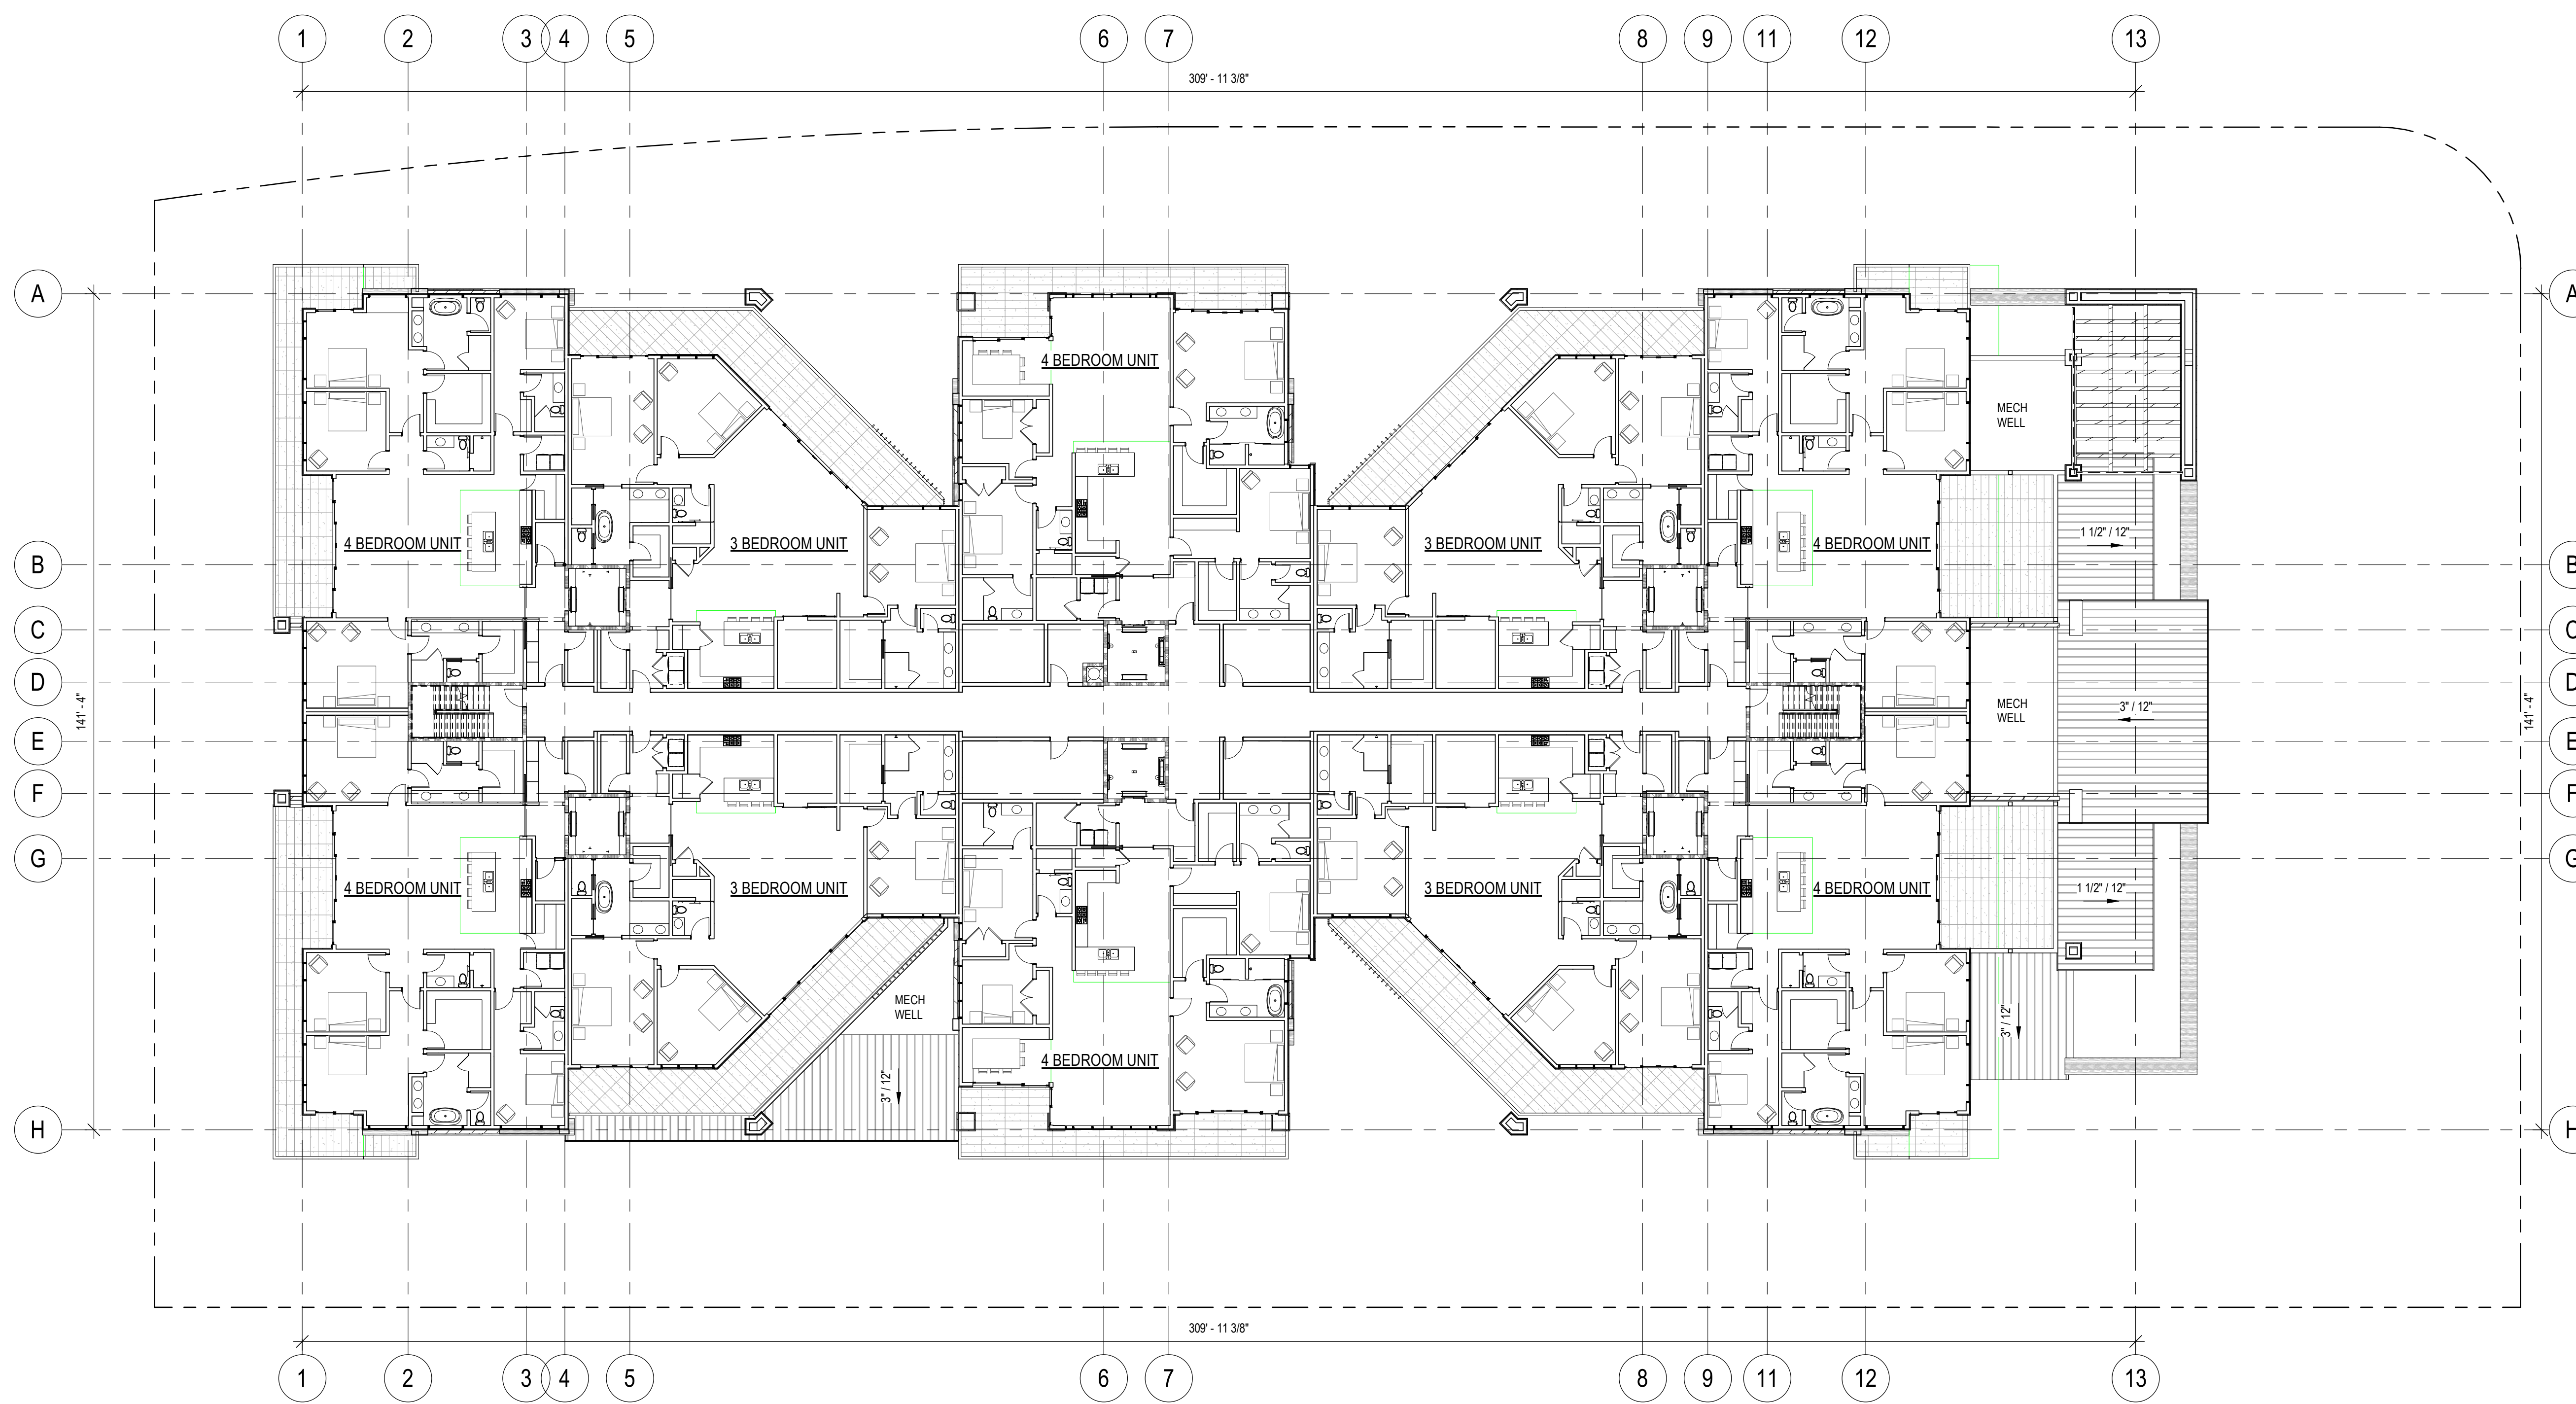 1 2 3 4 5 6 7 8 9 11 12 13
309' - 11 3/8"
A A
4 BEDROOM UNIT
MECH
WELL
4 BEDROOM UNIT 3 BEDROOM UNIT 3 BEDROOM UNIT 4 BEDROOM UNIT
1 1/2" / 12"
B B
C C
D D
MECH
WELL
3" / 12"
141' - 4" 141' - 4"
E E
F F
G G
4 BEDROOM UNIT 3 BEDROOM UNIT 3 BEDROOM UNIT 4 BEDROOM UNIT
1 1/2" / 12"
MECH
WELL
3" / 12"
4 BEDROOM UNIT
3" / 12"
H H
309' - 11 3/8"
1 2 3 4 5 6 7 8 9 11 12 13